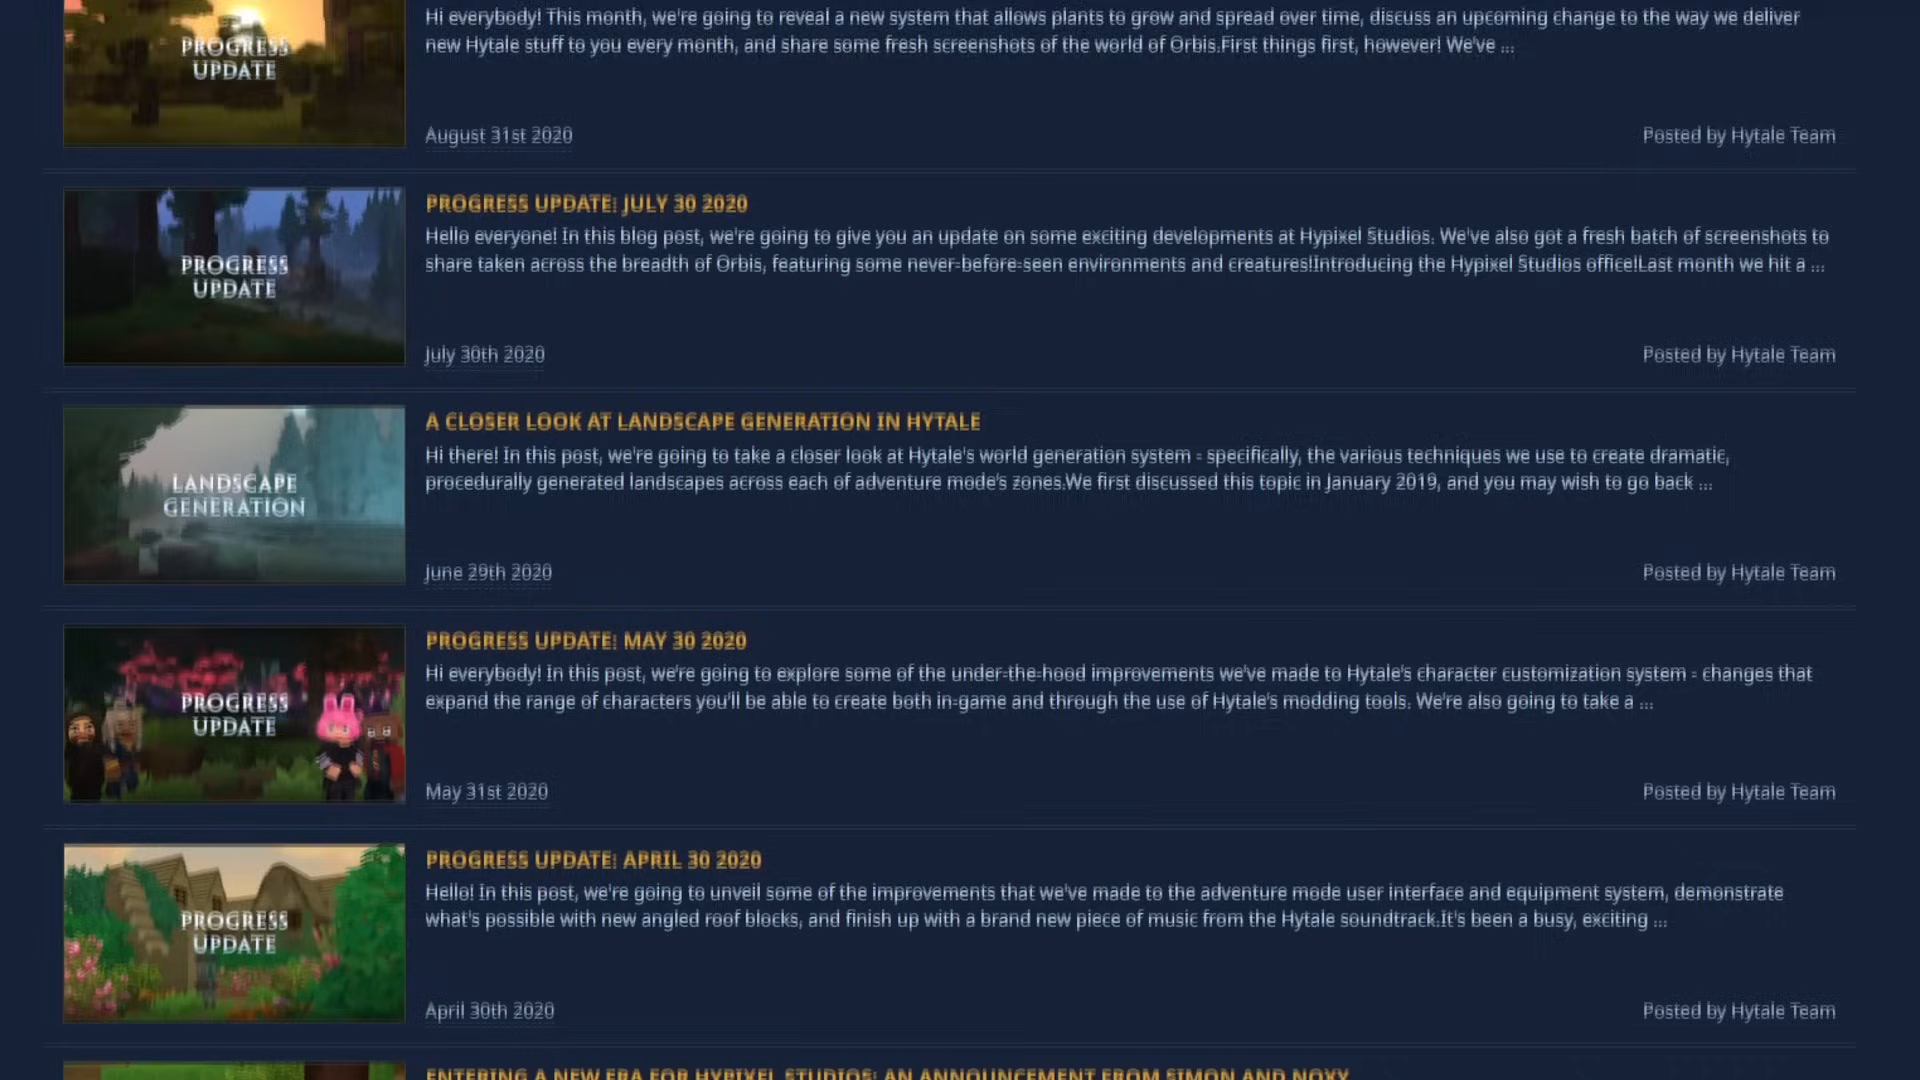 PROGRESS
UPDATE
Hi everybody! This month, we're going to reveal a new system that allows plants to grow and spread over time, discuss an upcoming change to the way we deliver
new Hytale stuff to you every month, and share some fresh screenshots of the world of Orbis.First things first, however! We've ...
August 31st 2020
Posted by Hytale Team
PROGRESS
UPDATE
PROGRESS UPDATE: JULY 30 2020
Hello everyone! In this blog post, we're going to give you an update on some exciting developments at Hypixel Studios. We've also got a fresh batch of screenshots to
share taken across the breadth of Orbis, featuring some never-before-seen environments and creatures!Introducing the Hypixel Studios office!Last month we hit a ...
July 30th 2020
Posted by Hytale Team
LANDSCAPE
GENERATION
A CLOSER LOOK AT LANDSCAPE GENERATION IN HYTALE
Hi there! In this post, we're going to take a closer look at Hytale's world generation system - specifically, the various techniques we use to create dramatic,
procedurally generated landscapes across each of adventure mode's zones.We first discussed this topic in January 2019, and you may wish to go back ...
June 29th 2020
Posted by Hytale Team
PROGRESS
UPDATE
PROGRESS UPDATE: MAY 30 2020
Hi everybody! In this post, we're going to explore some of the under-the-hood improvements we've made to Hytale's character customization system - changes that
expand the range of characters you'll be able to create both in-game and through the use of Hytale's modding tools. We're also going to take a ...
May 31st 2020
Posted by Hytale Team
PROGRESS
UPDATE
PROGRESS UPDATE: APRIL 30 2020
Hello! In this post, we're going to unveil some of the improvements that we've made to the adventure mode user interface and equipment system, demonstrate
what's possible with new angled roof blocks, and finish up with a brand new piece of music from the Hytale soundtrack.It's been a busy, exciting ...
April 30th 2020
Posted by Hytale Team
ENTERING A NEW ERA FOR HYPIXEL STUDIOS: AN ANNOUNCEMENT FROM SIMON AND NOXY